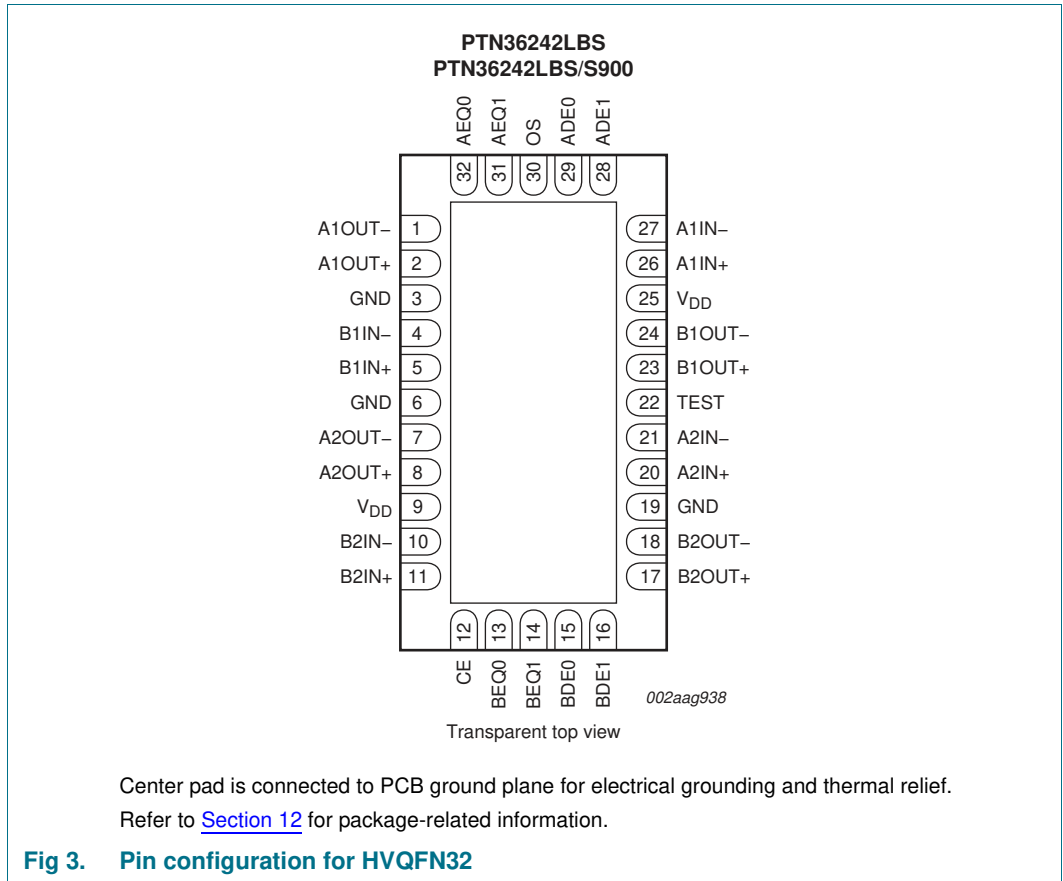 PTN36242LBS
PTN36242LBS/S900
AEQ0 AEQ1 OS ADE0 ADE1
32 31 30 29 28
A1OUT− 1 27 A1IN−
A1OUT+ 2 26 A1IN+
GND 3 25 VDD
B1IN− 4 24 B1OUT−
B1IN+ 5 23 B1OUT+
GND 6 22 TEST
A2OUT− 7 21 A2IN−
A2OUT+ 8 20 A2IN+
VDD 9 19 GND
B2IN− 10 18 B2OUT−
B2IN+ 11 17 B2OUT+
12 13 14 15 16
CE BEQ0 BEQ1 BDE0 BDE1
002aag938
Transparent top view
Center pad is connected to PCB ground plane for electrical grounding and thermal relief.
Refer to Section 12 for package-related information.
Fig 3. Pin configuration for HVQFN32